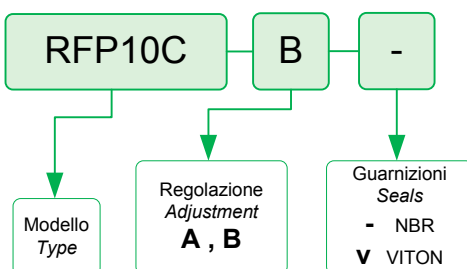 RFP10C B -
Modello
Type
Regolazione
Adjustment
A , B
Guarnizioni
Seals
- NBR
V VITON